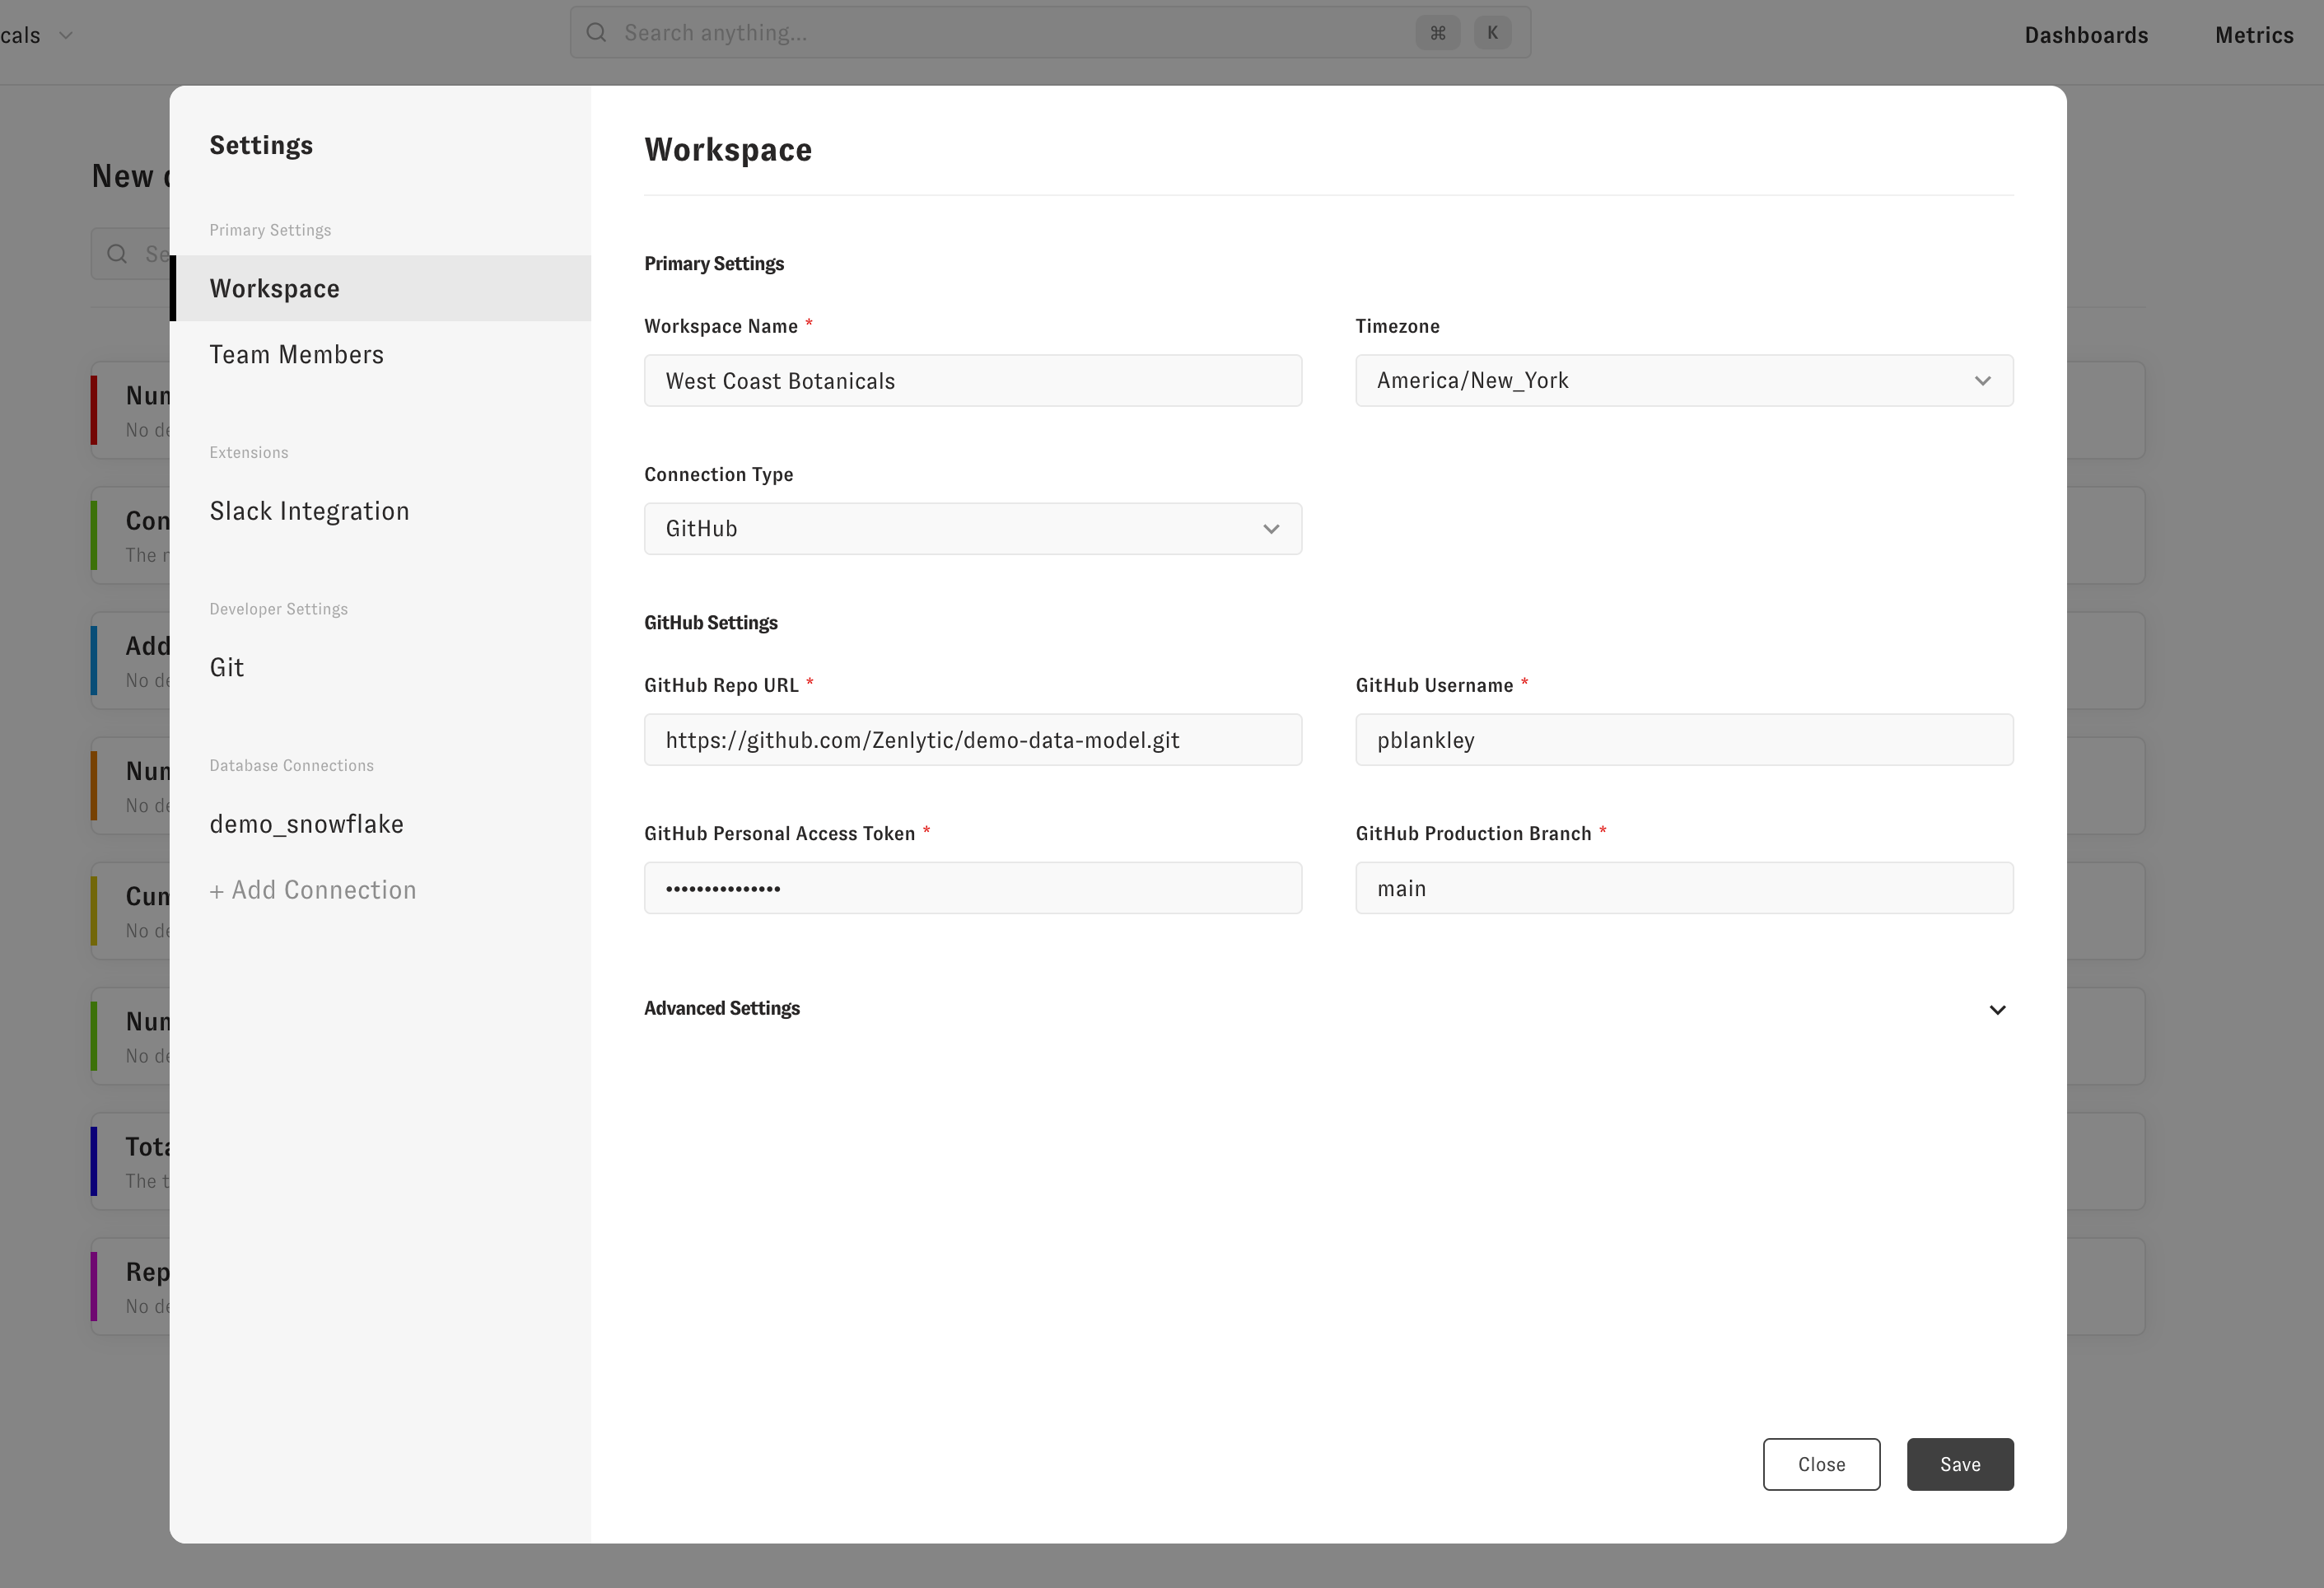 cals
Search anything...
⌘ K
Dashboards
Metrics
New
Settings
Primary Settings
Workspace
Team Members
Extensions
Slack Integration
Developer Settings
Git
Database Connections
demo_snowflake
+ Add Connection
Workspace
Primary Settings
Workspace Name *
West Coast Botanicals
Timezone
America/New_York
Connection Type
GitHub
GitHub Settings
GitHub Repo URL *
https://github.com/Zenlytic/demo-data-model.git
GitHub Username *
pblankley
GitHub Personal Access Token *
•••••••••••••••
GitHub Production Branch *
main
Advanced Settings
Close
Save
Se
Num
No de
Con
The r
Add
No de
Num
No de
Cum
No de
Num
No de
Tota
The t
Rep
No de